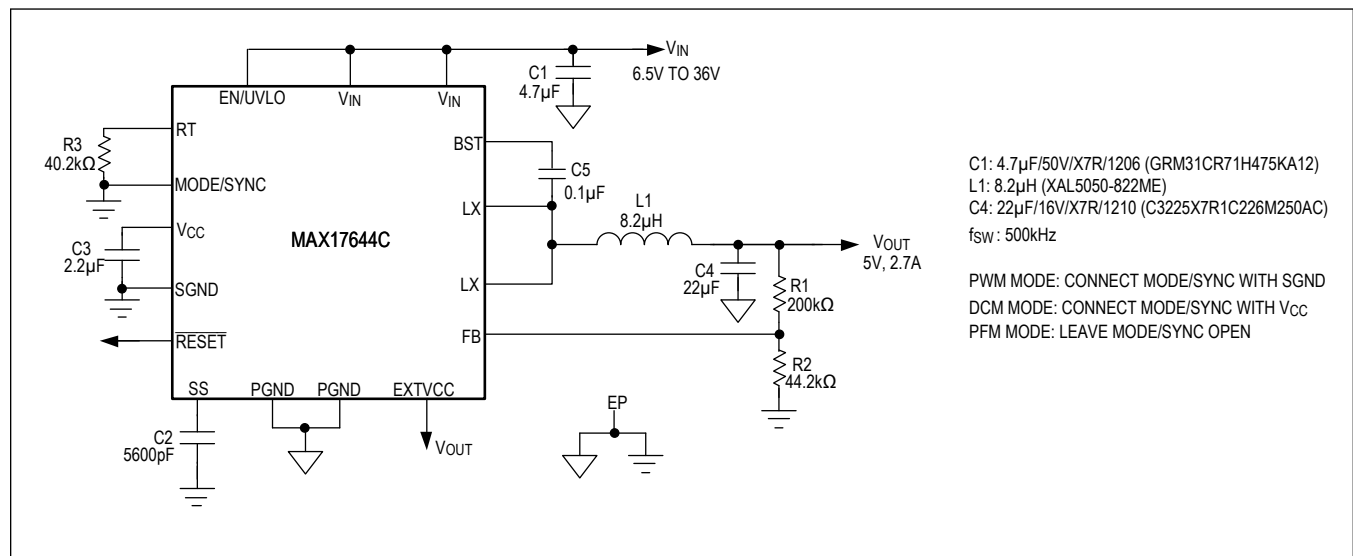 VIN
6.5V TO 36V
C1
4.7µF
EN/UVLO
VIN
VIN
RT
R3
40.2kΩ
MODE/SYNC
VCC
C3
2.2µF
SGND
RESET
MAX17644C
BST
C5
0.1µF
LX
L1
8.2µH
LX
C4
22µF
VOUT
5V, 2.7A
R1
200kΩ
FB
R2
44.2kΩ
SS
PGND
PGND
EXTVCC
C2
5600pF
VOUT
EP
C1: 4.7µF/50V/X7R/1206 (GRM31CR71H475KA12)
L1: 8.2µH (XAL5050-822ME)
C4: 22µF/16V/X7R/1210 (C3225X7R1C226M250AC)
fSW : 500kHz
PWM MODE: CONNECT MODE/SYNC WITH SGND
DCM MODE: CONNECT MODE/SYNC WITH VCC
PFM MODE: LEAVE MODE/SYNC OPEN